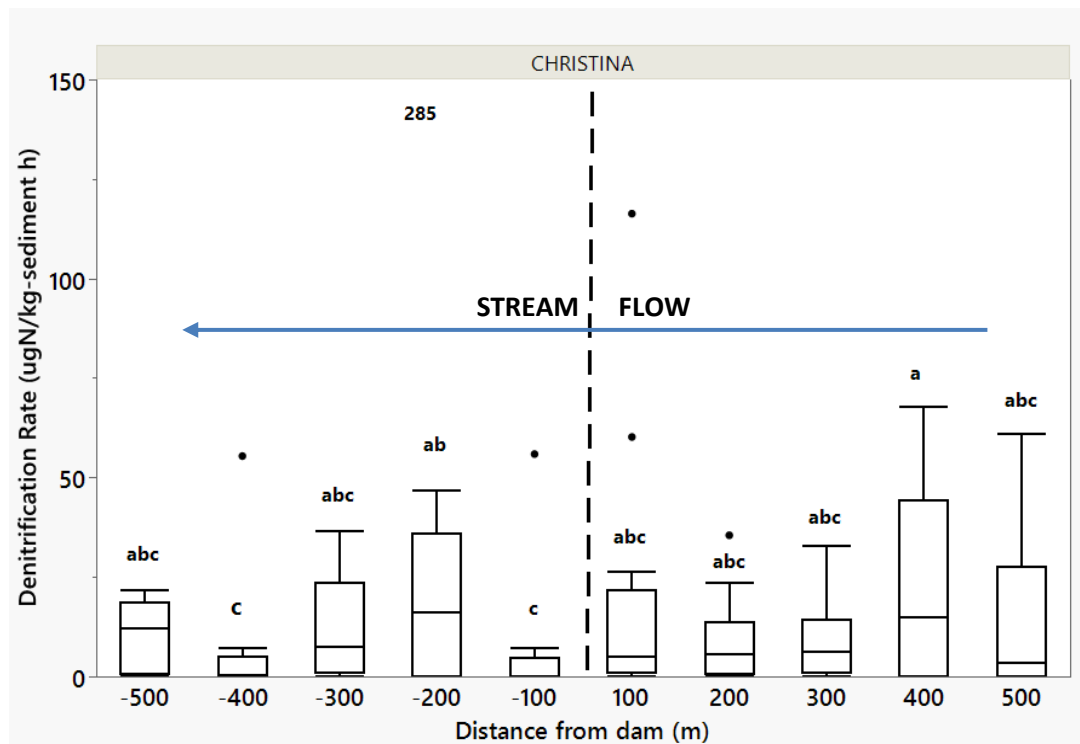 CHRISTINA
150
285
100
STREAM FLOW
a
abc
ab
50
abc
abc
abc
abc
abc
c
c
0
-500 -400 -300 -200 -100 100 200 300 400 500
Distance from dam (m)
Denitrification Rate (ugN/kg-sediment h)